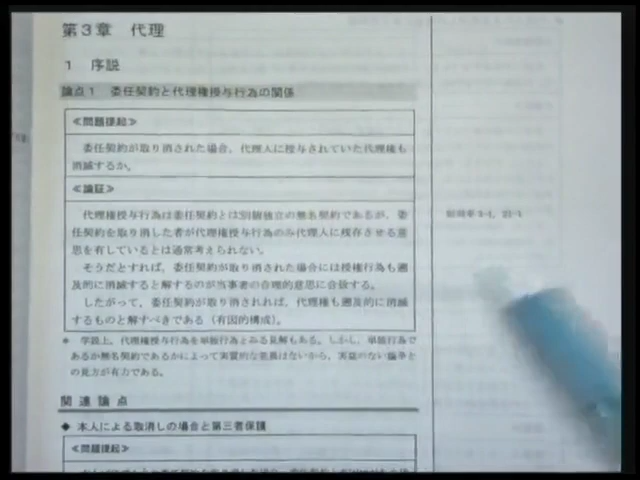 第3章 代理
1 序説
論点1 委任契約と代理権授与行為の関係
≪問題提起≫
委任契約が取り消された場合、代理人に授与されていた代理権も
消滅するか。
≪論証≫
代理権授与行為は委任契約とは別個独立の無名契約であるが、委
任契約を取り消した者が代理権授与行為のみ代理人に残存させる意
思を有しているとは通常考えられない。
そうだとすれば、委任契約が取り消された場合には授権行為も遡
及的に消滅すると解するのが当事者の合理的意思に合致する。
したがって、委任契約が取り消されれば、代理権も遡及的に消滅
するものと解すべきである（有因的構成）。
* 学説上、代理権授与行為を単独行為とみる見解もある。しかし、単独行為で
あるか無名契約であるかによって実質的な差異はないから、実益のない論争と
の見方が有力である。
関連論点
◆ 本人による取消しの場合と第三者保護
≪問題提起≫